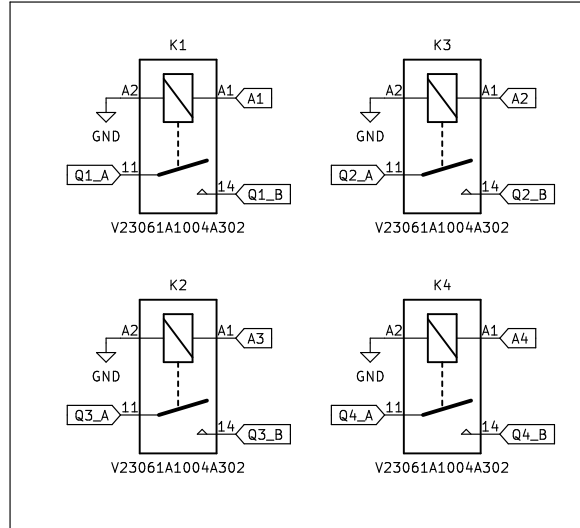 K1
A2 A1 A1
GND
Q1_A 11
14 Q1_B
V23061A1004A302
K3
A2 A1 A2
GND
Q2_A 11
14 Q2_B
V23061A1004A302
K2
A2 A1 A3
GND
Q3_A 11
14 Q3_B
V23061A1004A302
K4
A2 A1 A4
GND
Q4_A 11
14 Q4_B
V23061A1004A302